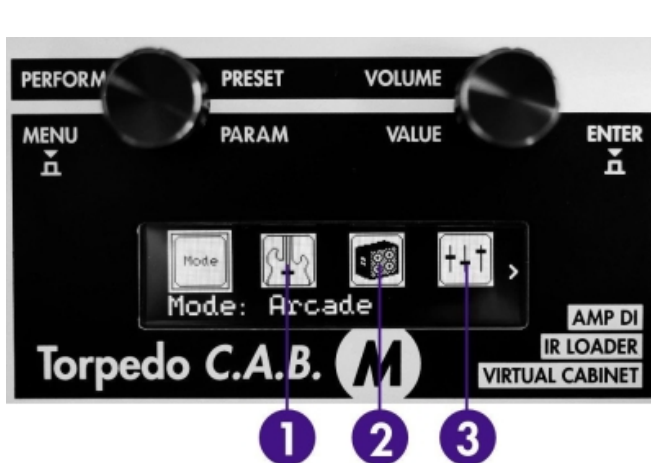 PERFORM PRESET VOLUME
MENU PARAM VALUE ENTER
Mode
Mode: Arcade
AMP DI
IR LOADER
VIRTUAL CABINET
Torpedo C.A.B. M
1 2 3